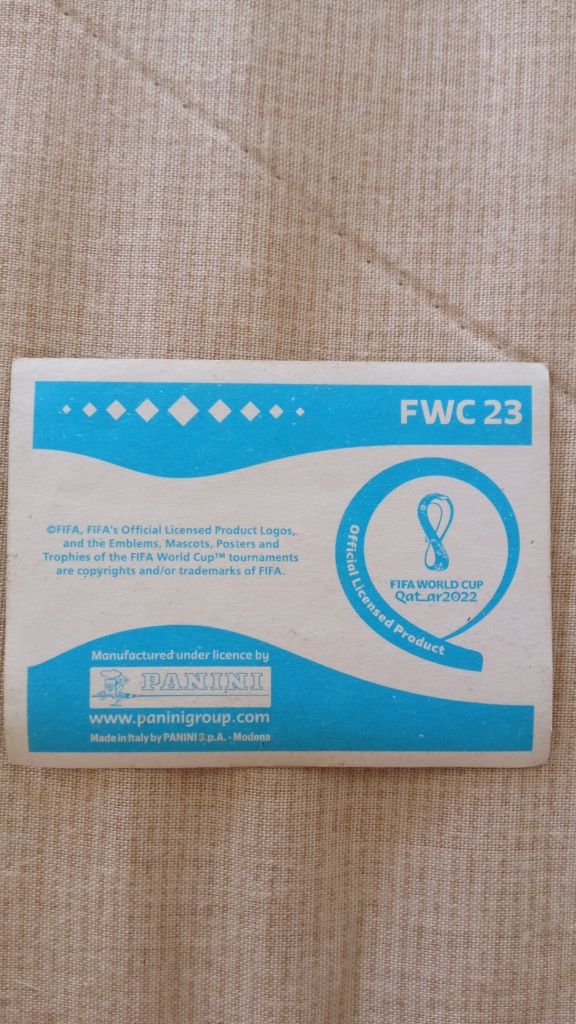 FWC 23
©FIFA, FIFA's Official Licensed Product Logos,
and the Emblems, Mascots, Posters and
Trophies of the FIFA World Cup™ tournaments
are copyrights and/or trademarks of FIFA.
Official Licensed Product
FIFA WORLD CUP
Qatar2022
Manufactured under licence by
PANINI
www.paninigroup.com
Made in Italy by PANINI S.p.A. - Modena